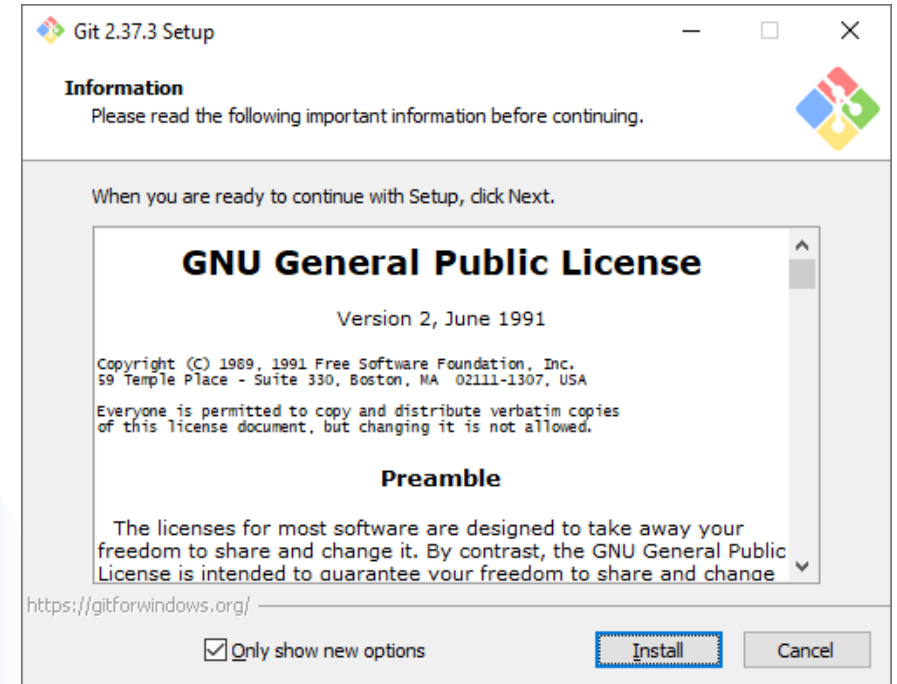 Git 2.37.3 Setup
Information
Please read the following important information before continuing.
When you are ready to continue with Setup, click Next.
GNU General Public License
Version 2, June 1991
Copyright (C) 1989, 1991 Free Software Foundation, Inc.
59 Temple Place - Suite 330, Boston, MA 02111-1307, USA
Everyone is permitted to copy and distribute verbatim copies
of this license document, but changing it is not allowed.
Preamble
The licenses for most software are designed to take away your
freedom to share and change it. By contrast, the GNU General Public
License is intended to guarantee your freedom to share and change
https://gitforwindows.org/
Only show new options
Install
Cancel